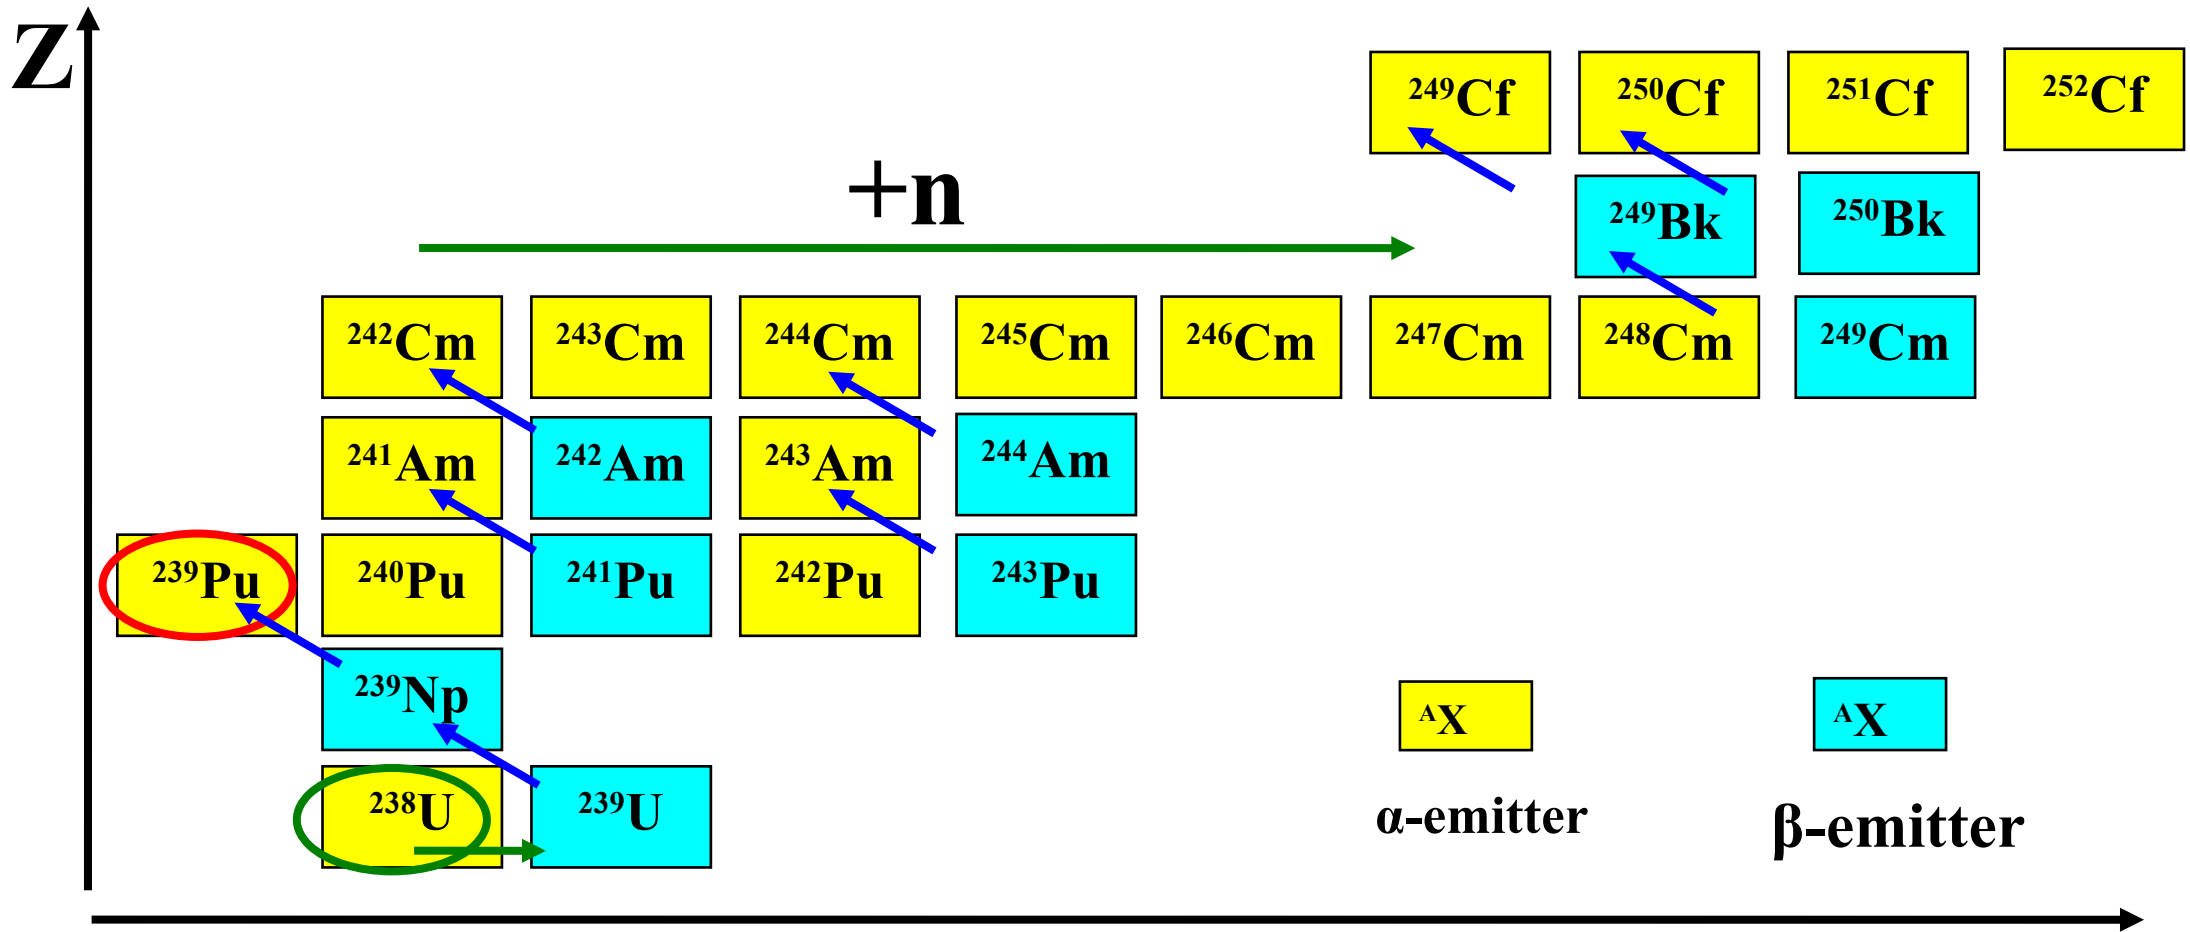 Z
²⁴⁹Cf ²⁵⁰Cf ²⁵¹Cf ²⁵²Cf
+n
²⁴⁹Bk ²⁵⁰Bk
²⁴²Cm ²⁴³Cm ²⁴⁴Cm ²⁴⁵Cm ²⁴⁶Cm ²⁴⁷Cm ²⁴⁸Cm ²⁴⁹Cm
²⁴¹Am ²⁴²Am ²⁴³Am ²⁴⁴Am
²³⁹Pu ²⁴⁰Pu ²⁴¹Pu ²⁴²Pu ²⁴³Pu
²³⁹Np
ᴬX ᴬX
²³⁸U ²³⁹U
α-emitter β-emitter